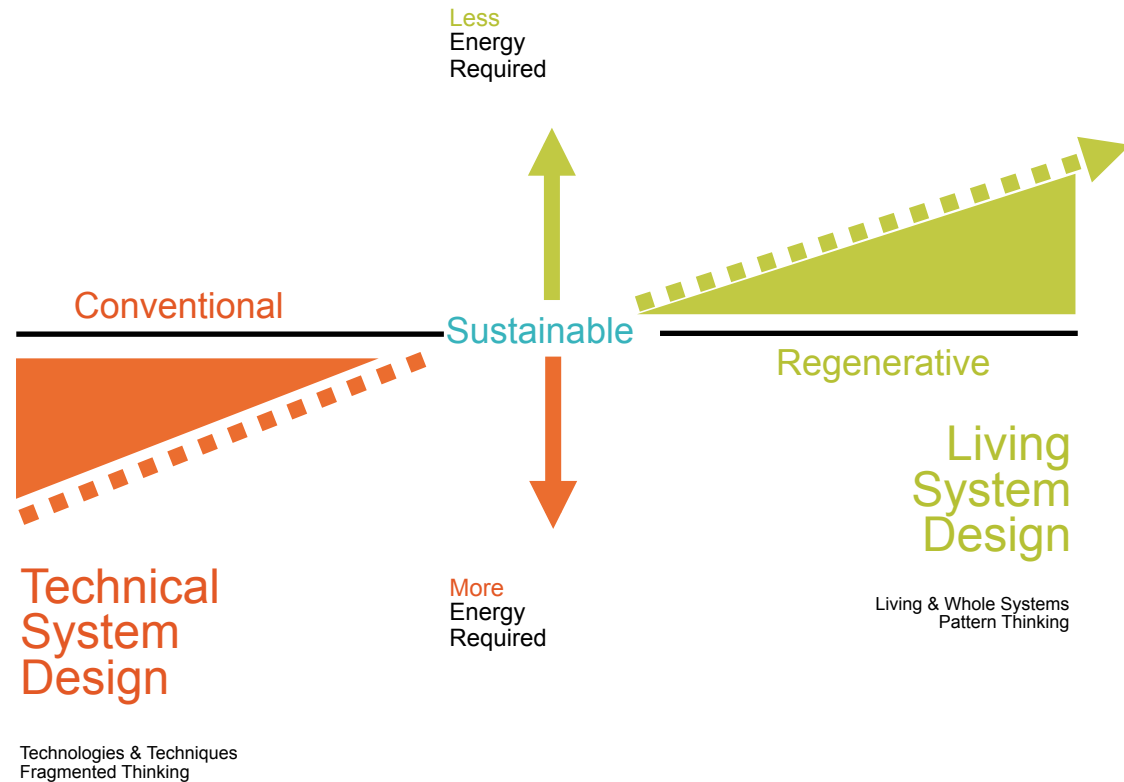 Less
Energy
Required
Conventional
Sustainable
Regenerative
Living
System
Design
Living & Whole Systems
Pattern Thinking
More
Energy
Required
Technical
System
Design
Technologies & Techniques
Fragmented Thinking